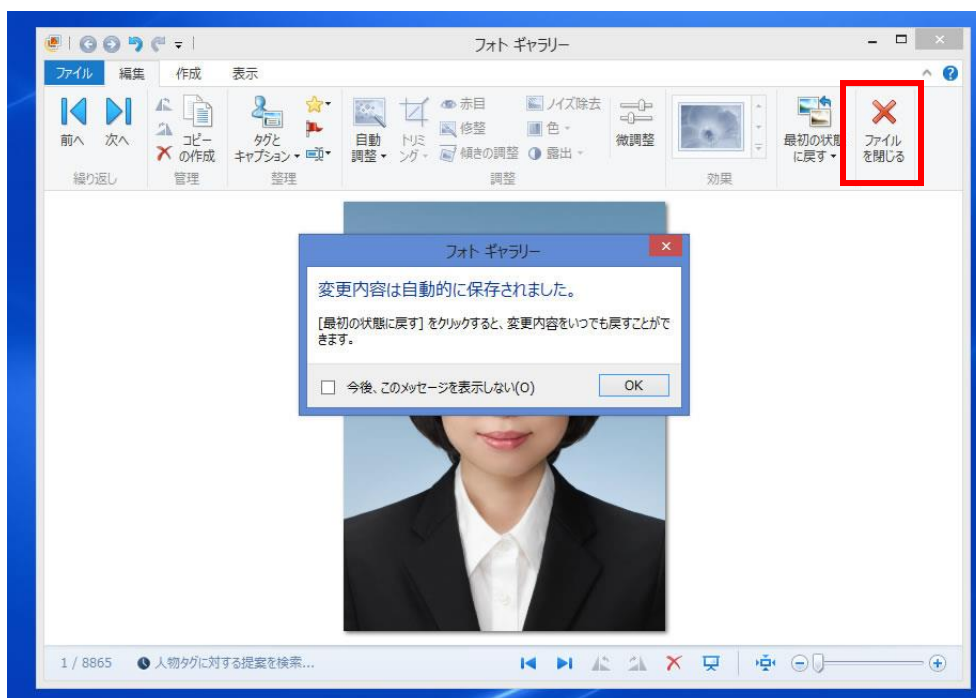 フォト ギャラリー
ファイル 編集 作成 表示
前へ 次へ
コピー
の作成
タグと
キャプション
自動
調整
トリミ
ング
赤目
修整
傾きの調整
ノイズ除去
色
露出
微調整
最初の状態
に戻す
ファイル
を閉じる
繰り返し 管理 整理 調整 効果
フォト ギャラリー
変更内容は自動的に保存されました。
[最初の状態に戻す] をクリックすると、変更内容をいつでも戻すことがで
きます。
今後、このメッセージを表示しない(O) OK
1 / 8865 人物タグに対する提案を検索...